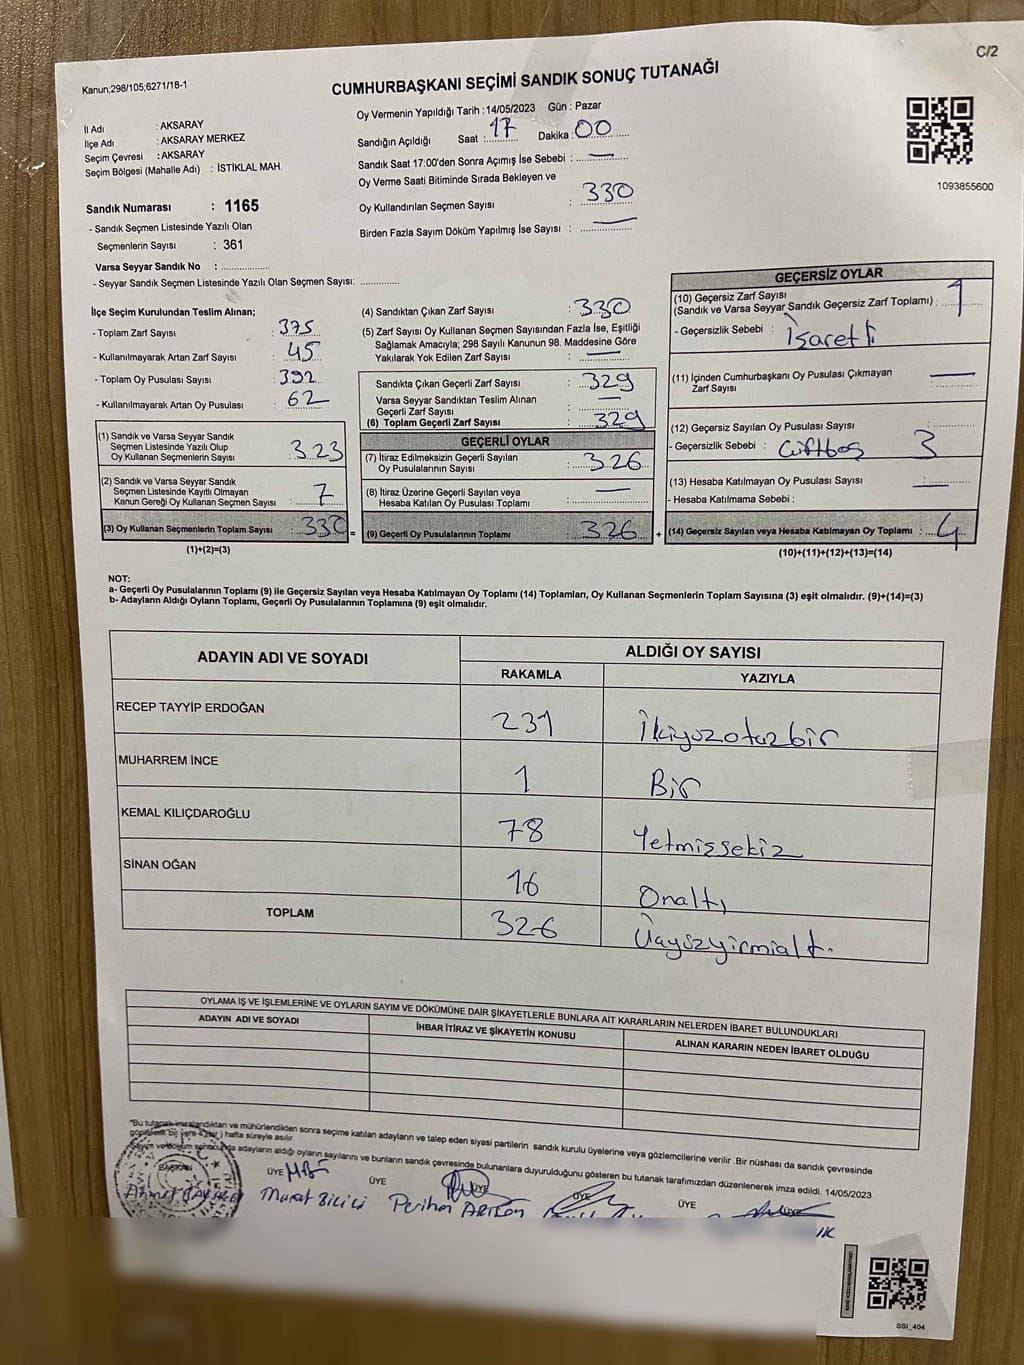 C/2
Kanun;298/105;6271/18-1
CUMHURBAŞKANI SEÇİMİ SANDIK SONUÇ TUTANAĞI
1093855600
İl Adı : AKSARAY
İlçe Adı : AKSARAY MERKEZ
Seçim Çevresi : AKSARAY
Seçim Bölgesi (Mahalle Adı) : İSTİKLAL MAH.
Sandık Numarası : 1165
- Sandık Seçmen Listesinde Yazılı Olan
Seçmenlerin Sayısı : 361
Varsa Seyyar Sandık No :
- Seyyar Sandık Seçmen Listesinde Yazılı Olan Seçmen Sayısı:
Oy Vermenin Yapıldığı Tarih : 14/05/2023 Gün : Pazar
Sandığın Açıldığı Saat : 17 Dakika : 00
Sandık Saat 17:00'den Sonra Açımış İse Sebebi : —
Oy Verme Saati Bitiminde Sırada Bekleyen ve
Oy Kullandırılan Seçmen Sayısı : 330
Birden Fazla Sayım Döküm Yapılmış İse Sayısı : —
İlçe Seçim Kurulundan Teslim Alınan;
- Toplam Zarf Sayısı : 375
- Kullanılmayarak Artan Zarf Sayısı : 45
- Toplam Oy Pusulası Sayısı : 392
- Kullanılmayarak Artan Oy Pusulası : 62
(1) Sandık ve Varsa Seyyar Sandık
Seçmen Listesinde Yazılı Olup
Oy Kullanan Seçmenlerin Sayısı : 323
(2) Sandık ve Varsa Seyyar Sandık
Seçmen Listesinde Kayıtlı Olmayan
Kanun Gereği Oy Kullanan Seçmen Sayısı : 7
(3) Oy Kullanan Seçmenlerin Toplam Sayısı : 330 =
(1)+(2)=(3)
(4) Sandıktan Çıkan Zarf Sayısı : 330
(5) Zarf Sayısı Oy Kullanan Seçmen Sayısından Fazla İse, Eşitliği
Sağlamak Amacıyla; 298 Sayılı Kanunun 98. Maddesine Göre
Yakılarak Yok Edilen Zarf Sayısı : —
Sandıkta Çıkan Geçerli Zarf Sayısı : 329
Varsa Seyyar Sandıktan Teslim Alınan
Geçerli Zarf Sayısı : —
(6) Toplam Geçerli Zarf Sayısı : 329
GEÇERLİ OYLAR
(7) İtiraz Edilmeksizin Geçerli Sayılan
Oy Pusulalarının Sayısı : 326
(8) İtiraz Üzerine Geçerli Sayılan veya
Hesaba Katılan Oy Pusulası Toplamı : —
(9) Geçerli Oy Pusulalarının Toplamı : 326 +
GEÇERSİZ OYLAR
(10) Geçersiz Zarf Sayısı
(Sandık ve Varsa Seyyar Sandık Geçersiz Zarf Toplamı) : 1
- Geçersizlik Sebebi : İşaretli
(11) İçinden Cumhurbaşkanı Oy Pusulası Çıkmayan
Zarf Sayısı : —
(12) Geçersiz Sayılan Oy Pusulası Sayısı :
- Geçersizlik Sebebi : 3
(13) Hesaba Katılmayan Oy Pusulası Sayısı : —
- Hesaba Katılmama Sebebi :
(14) Geçersiz Sayılan veya Hesaba Katılmayan Oy Toplamı : 4
(10)+(11)+(12)+(13)=(14)
NOT:
a- Geçerli Oy Pusulalarının Toplamı (9) ile Geçersiz Sayılan veya Hesaba Katılmayan Oy Toplamı (14) Toplamları, Oy Kullanan Seçmenlerin Toplam Sayısına (3) eşit olmalıdır. (9)+(14)=(3)
b- Adayların Aldığı Oyların Toplamı, Geçerli Oy Pusulalarının Toplamına (9) eşit olmalıdır.
ADAYIN ADI VE SOYADI
ALDIĞI OY SAYISI
RAKAMLA YAZIYLA
RECEP TAYYİP ERDOĞAN 231 İkiyüzotuzbir
MUHARREM İNCE 1 Bir
KEMAL KILIÇDAROĞLU 78 Yetmişsekiz
SİNAN OĞAN 16 Onaltı
TOPLAM 326 Üçyüzyirmialtı
OYLAMA İŞ VE İŞLEMLERİNE VE OYLARIN SAYIM VE DÖKÜMÜNE DAİR ŞİKAYETLERLE BUNLARA AİT KARARLARIN NELERDEN İBARET BULUNDUKLARI
ADAYIN ADI VE SOYADI İHBAR İTİRAZ VE ŞİKAYETİN KONUSU ALINAN KARARIN NEDEN İBARET OLDUĞU
*Bu tutanak imzalandıktan ve mühürlendikten sonra seçime katılan adayların ve talep eden siyasi partilerin sandık kurulu üyelerine veya gözlemcilerine verilir .Bir nüshası da sandık çevresinde
bir yere hafta süreyle asılır
adayların aldığı oyların sayılarını ve bunların sandık çevresinde bulunanlara duyurulduğunu gösteren bu tutanak tarafımızdan düzenlenerek imza edildi. 14/05/2023
BAŞKAN ÜYE ÜYE ÜYE ÜYE ÜYE ÜYE
Ahmet Murat Bilici Perihan
SSI_404